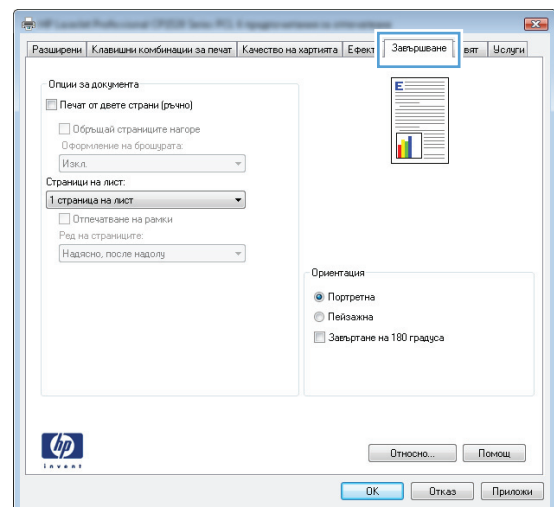 Разширени Клавишни комбинации за печат Качество на хартията Ефект Завършване вят Услуги
Опции за документа
Печат от двете страни (ръчно)
Обръщай страниците нагоре
Оформление на брошурата:
Изкл.
Страници на лист:
1 страница на лист
Отпечатване на рамки
Ред на страниците:
Надясно, после надолу
E
Ориентация
Портретна
Пейзажна
Завъртане на 180 градуса
hp
invent
Относно... Помощ
OK Отказ Приложи